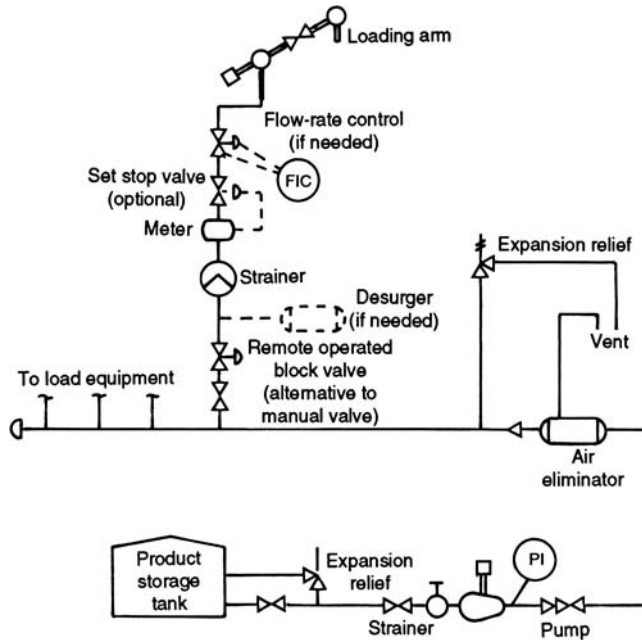 Loading arm
Flow-rate control
(if needed)
FIC
Set stop valve
(optional)
Meter
Expansion relief
Strainer
Desurger
(if needed)
Vent
Remote operated
block valve
(alternative to
manual valve)
To load equipment
Air
eliminator
Product
storage
tank
Expansion
relief
PI
Strainer
Pump